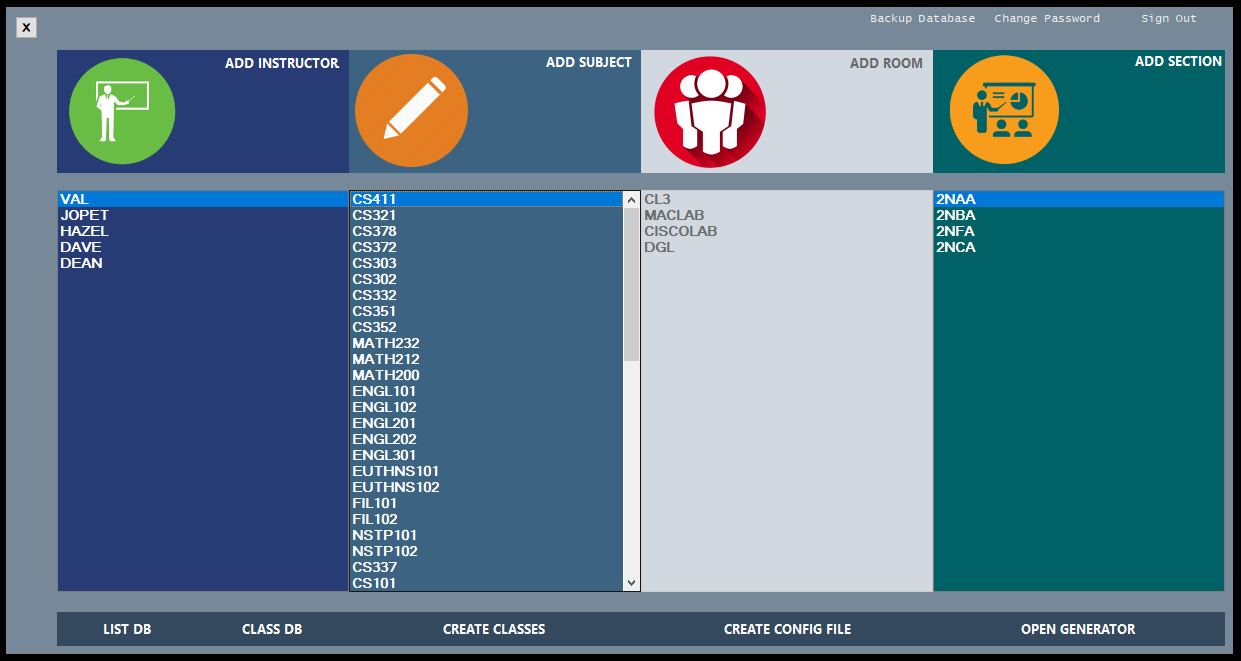 X
Backup Database Change Password Sign Out
ADD INSTRUCTOR
ADD SUBJECT
ADD ROOM
ADD SECTION
VAL
JOPET
HAZEL
DAVE
DEAN
CS411
CS321
CS378
CS372
CS303
CS302
CS332
CS351
CS352
MATH232
MATH212
MATH200
ENGL101
ENGL102
ENGL201
ENGL202
ENGL301
EUTHNS101
EUTHNS102
FIL101
FIL102
NSTP101
NSTP102
CS337
CS101
CL3
MACLAB
CISCOLAB
DGL
2NAA
2NBA
2NFA
2NCA
LIST DB CLASS DB CREATE CLASSES CREATE CONFIG FILE OPEN GENERATOR